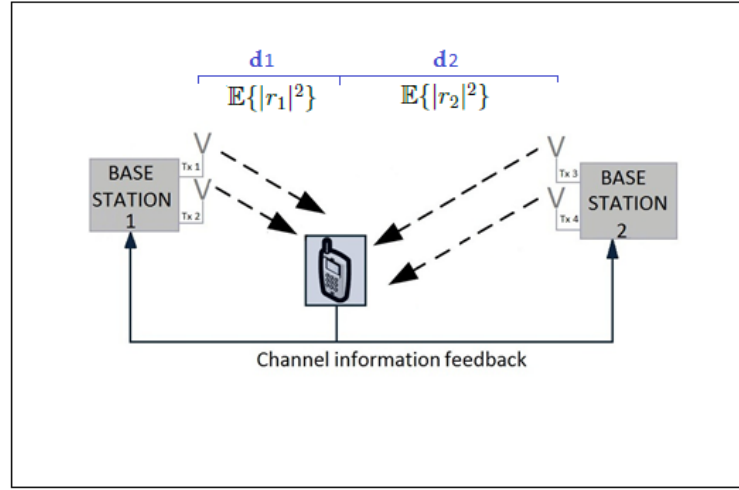 d1 d2
𝔼{|r₁|²} 𝔼{|r₂|²}
Tx 1
BASE
STATION
1
Tx 2
Tx 3
BASE
STATION
2
Tx 4
Channel information feedback